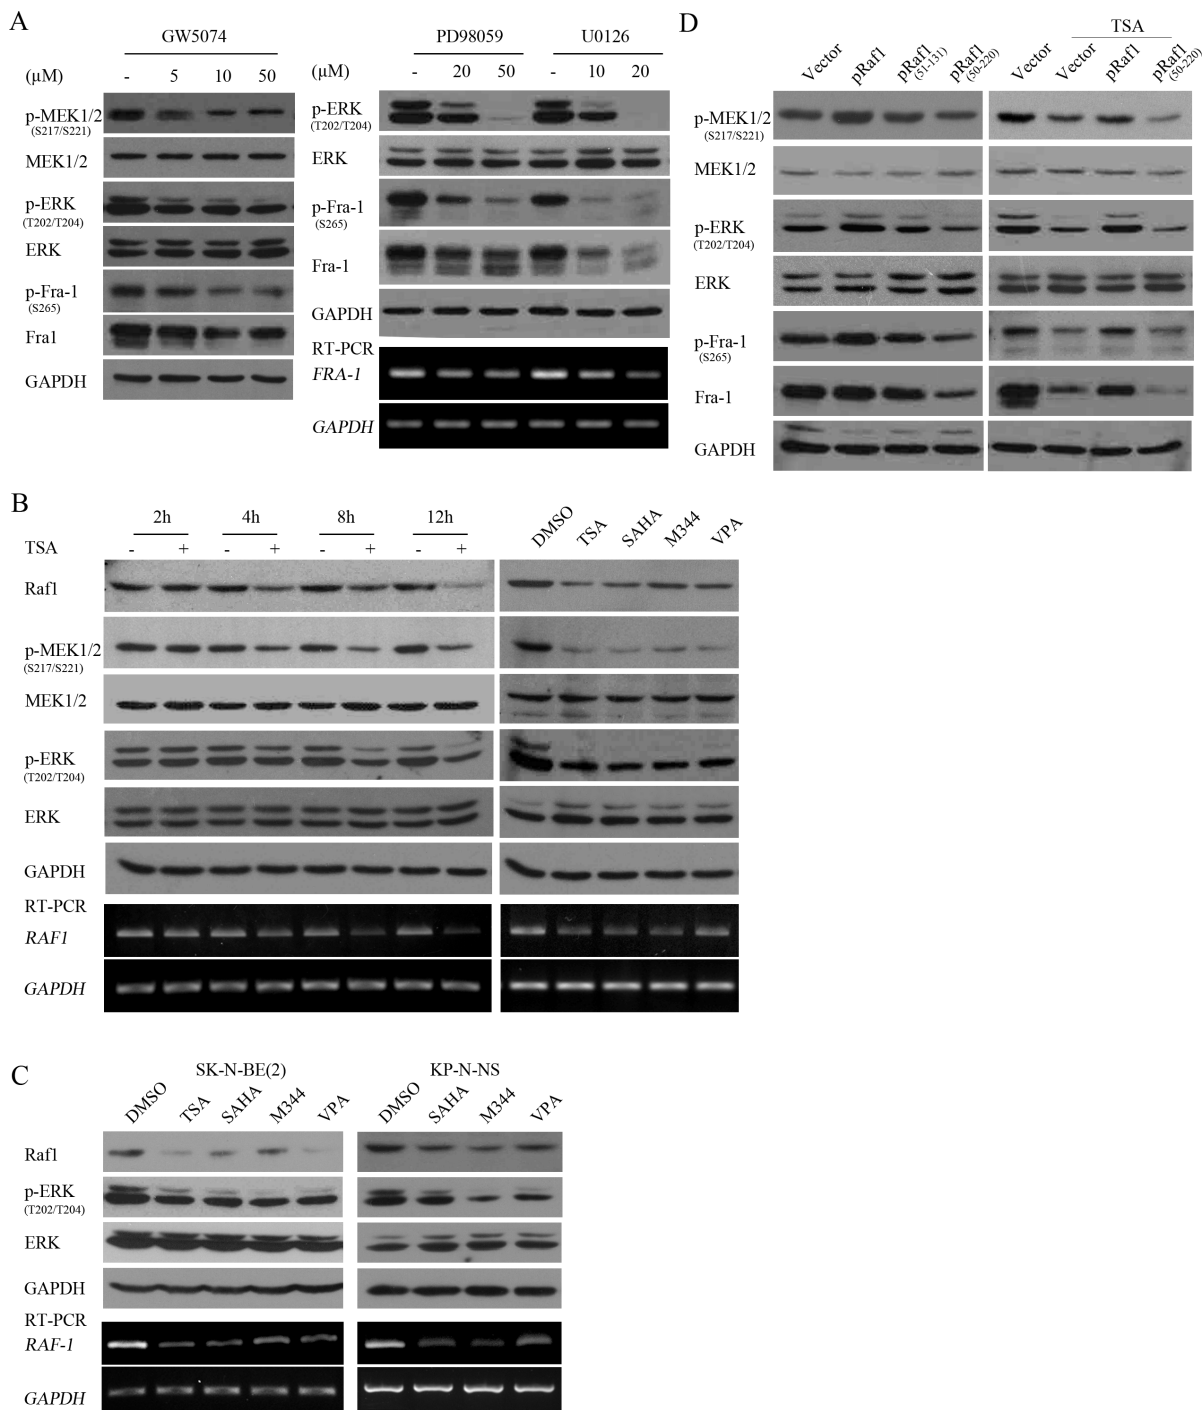 A
GW5074
(µM) - 5 10 50
p-MEK1/2
(S217/S221)
MEK1/2
p-ERK
(T202/T204)
ERK
p-Fra-1
(S265)
Fra1
GAPDH
PD98059 U0126
(µM) - 20 50 - 10 20
p-ERK
(T202/T204)
ERK
p-Fra-1
(S265)
Fra-1
GAPDH
RT-PCR
FRA-1
GAPDH
D
TSA
Vector pRaf1 pRaf1 (51-131) pRaf1 (50-220) Vector Vector pRaf1 pRaf1 (50-220)
p-MEK1/2
(S217/S221)
MEK1/2
p-ERK
(T202/T204)
ERK
p-Fra-1
(S265)
Fra-1
GAPDH
B
2h 4h 8h 12h
TSA - + - + - + - +
DMSO TSA SAHA M344 VPA
Raf1
p-MEK1/2
(S217/S221)
MEK1/2
p-ERK
(T202/T204)
ERK
GAPDH
RT-PCR
RAF1
GAPDH
C
SK-N-BE(2) KP-N-NS
DMSO TSA SAHA M344 VPA DMSO SAHA M344 VPA
Raf1
p-ERK
(T202/T204)
ERK
GAPDH
RT-PCR
RAF-1
GAPDH